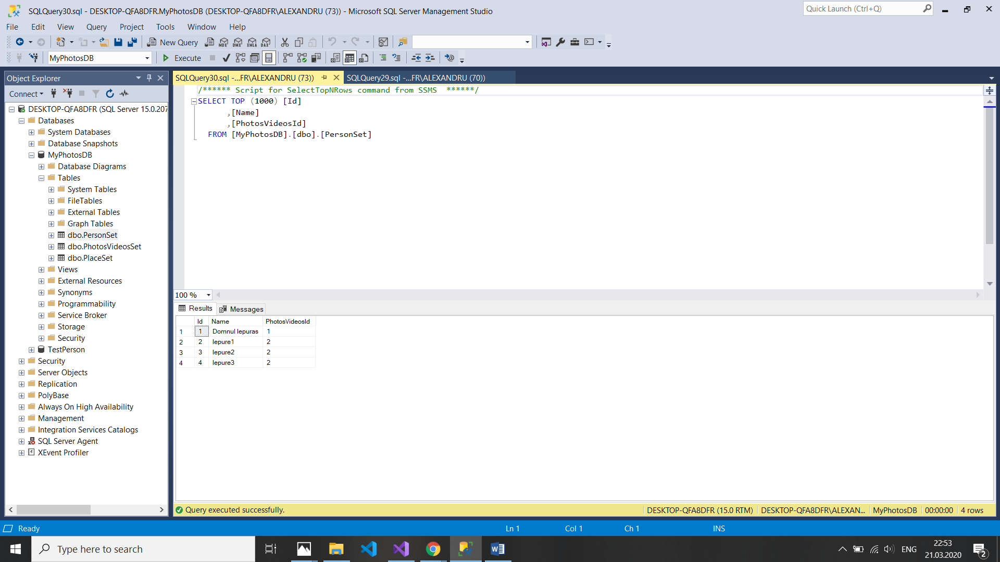 SQLQuery30.sql - DESKTOP-QFA8DFR.MyPhotosDB (DESKTOP-QFA8DFR\ALEXANDRU (73)) - Microsoft SQL Server Management Studio
Quick Launch (Ctrl+Q)
File Edit View Query Project Tools Window Help
New Query MDX DMX XMLA DAX
MyPhotosDB Execute
Object Explorer
SQLQuery30.sql -...FR\ALEXANDRU (73)) SQLQuery29.sql -...FR\ALEXANDRU (70))
Connect
DESKTOP-QFA8DFR (SQL Server 15.0.207
Databases
System Databases
Database Snapshots
MyPhotosDB
Database Diagrams
Tables
System Tables
FileTables
External Tables
Graph Tables
dbo.PersonSet
dbo.PhotosVideosSet
dbo.PlaceSet
Views
External Resources
Synonyms
Programmability
Service Broker
Storage
Security
TestPerson
Security
Server Objects
Replication
PolyBase
Always On High Availability
Management
Integration Services Catalogs
SQL Server Agent
XEvent Profiler
/****** Script for SelectTopNRows command from SSMS  ******/
SELECT TOP (1000) [Id]
,[Name]
,[PhotosVideosId]
FROM [MyPhotosDB].[dbo].[PersonSet]
100 %
Results Messages
Id Name PhotosVideosId
1 1 Domnul Iepuras 1
2 2 Iepure1 2
3 3 Iepure2 2
4 4 Iepure3 2
Query executed successfully. DESKTOP-QFA8DFR (15.0 RTM) DESKTOP-QFA8DFR\ALEXAN... MyPhotosDB 00:00:00 4 rows
Ready Ln 1 Col 1 Ch 1 INS
Type here to search ENG 22:53
21.03.2020 2